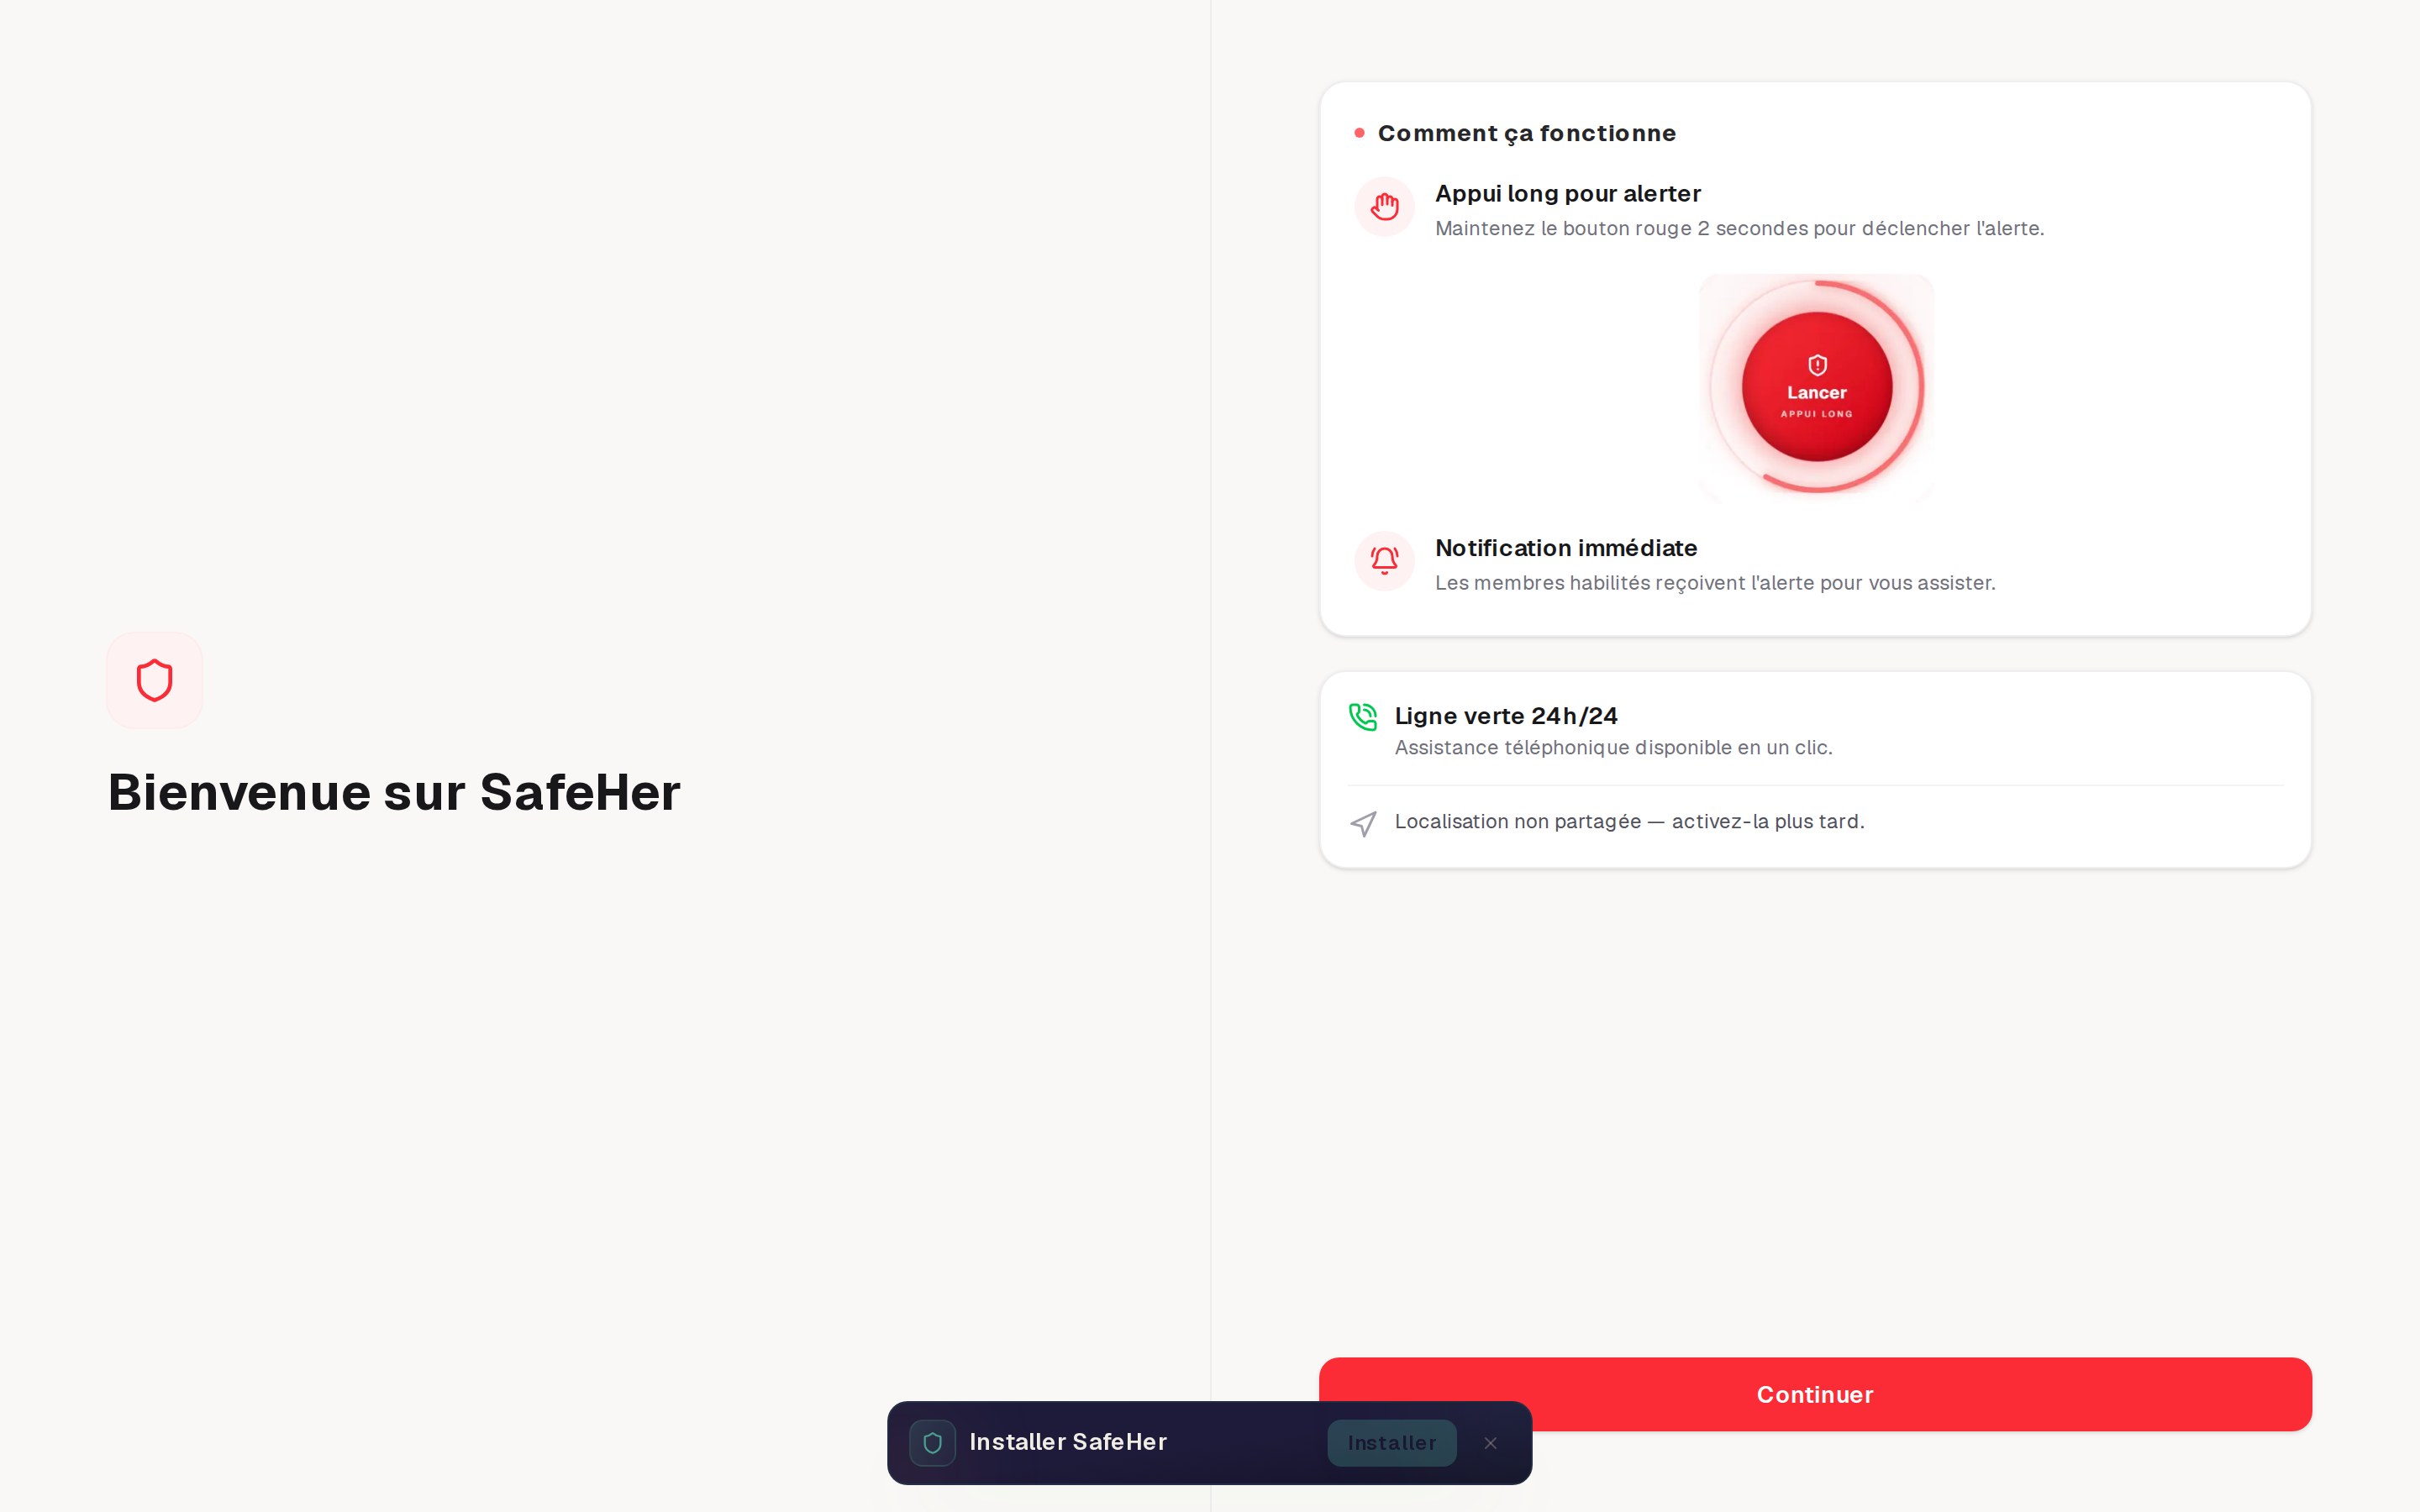 Bienvenue sur SafeHer
Comment ça fonctionne
Appui long pour alerter
Maintenez le bouton rouge 2 secondes pour déclencher l'alerte.
Lancer
APPUI LONG
Notification immédiate
Les membres habilités reçoivent l'alerte pour vous assister.
Ligne verte 24h/24
Assistance téléphonique disponible en un clic.
Localisation non partagée — activez-la plus tard.
Continuer
Installer SafeHer
Installer